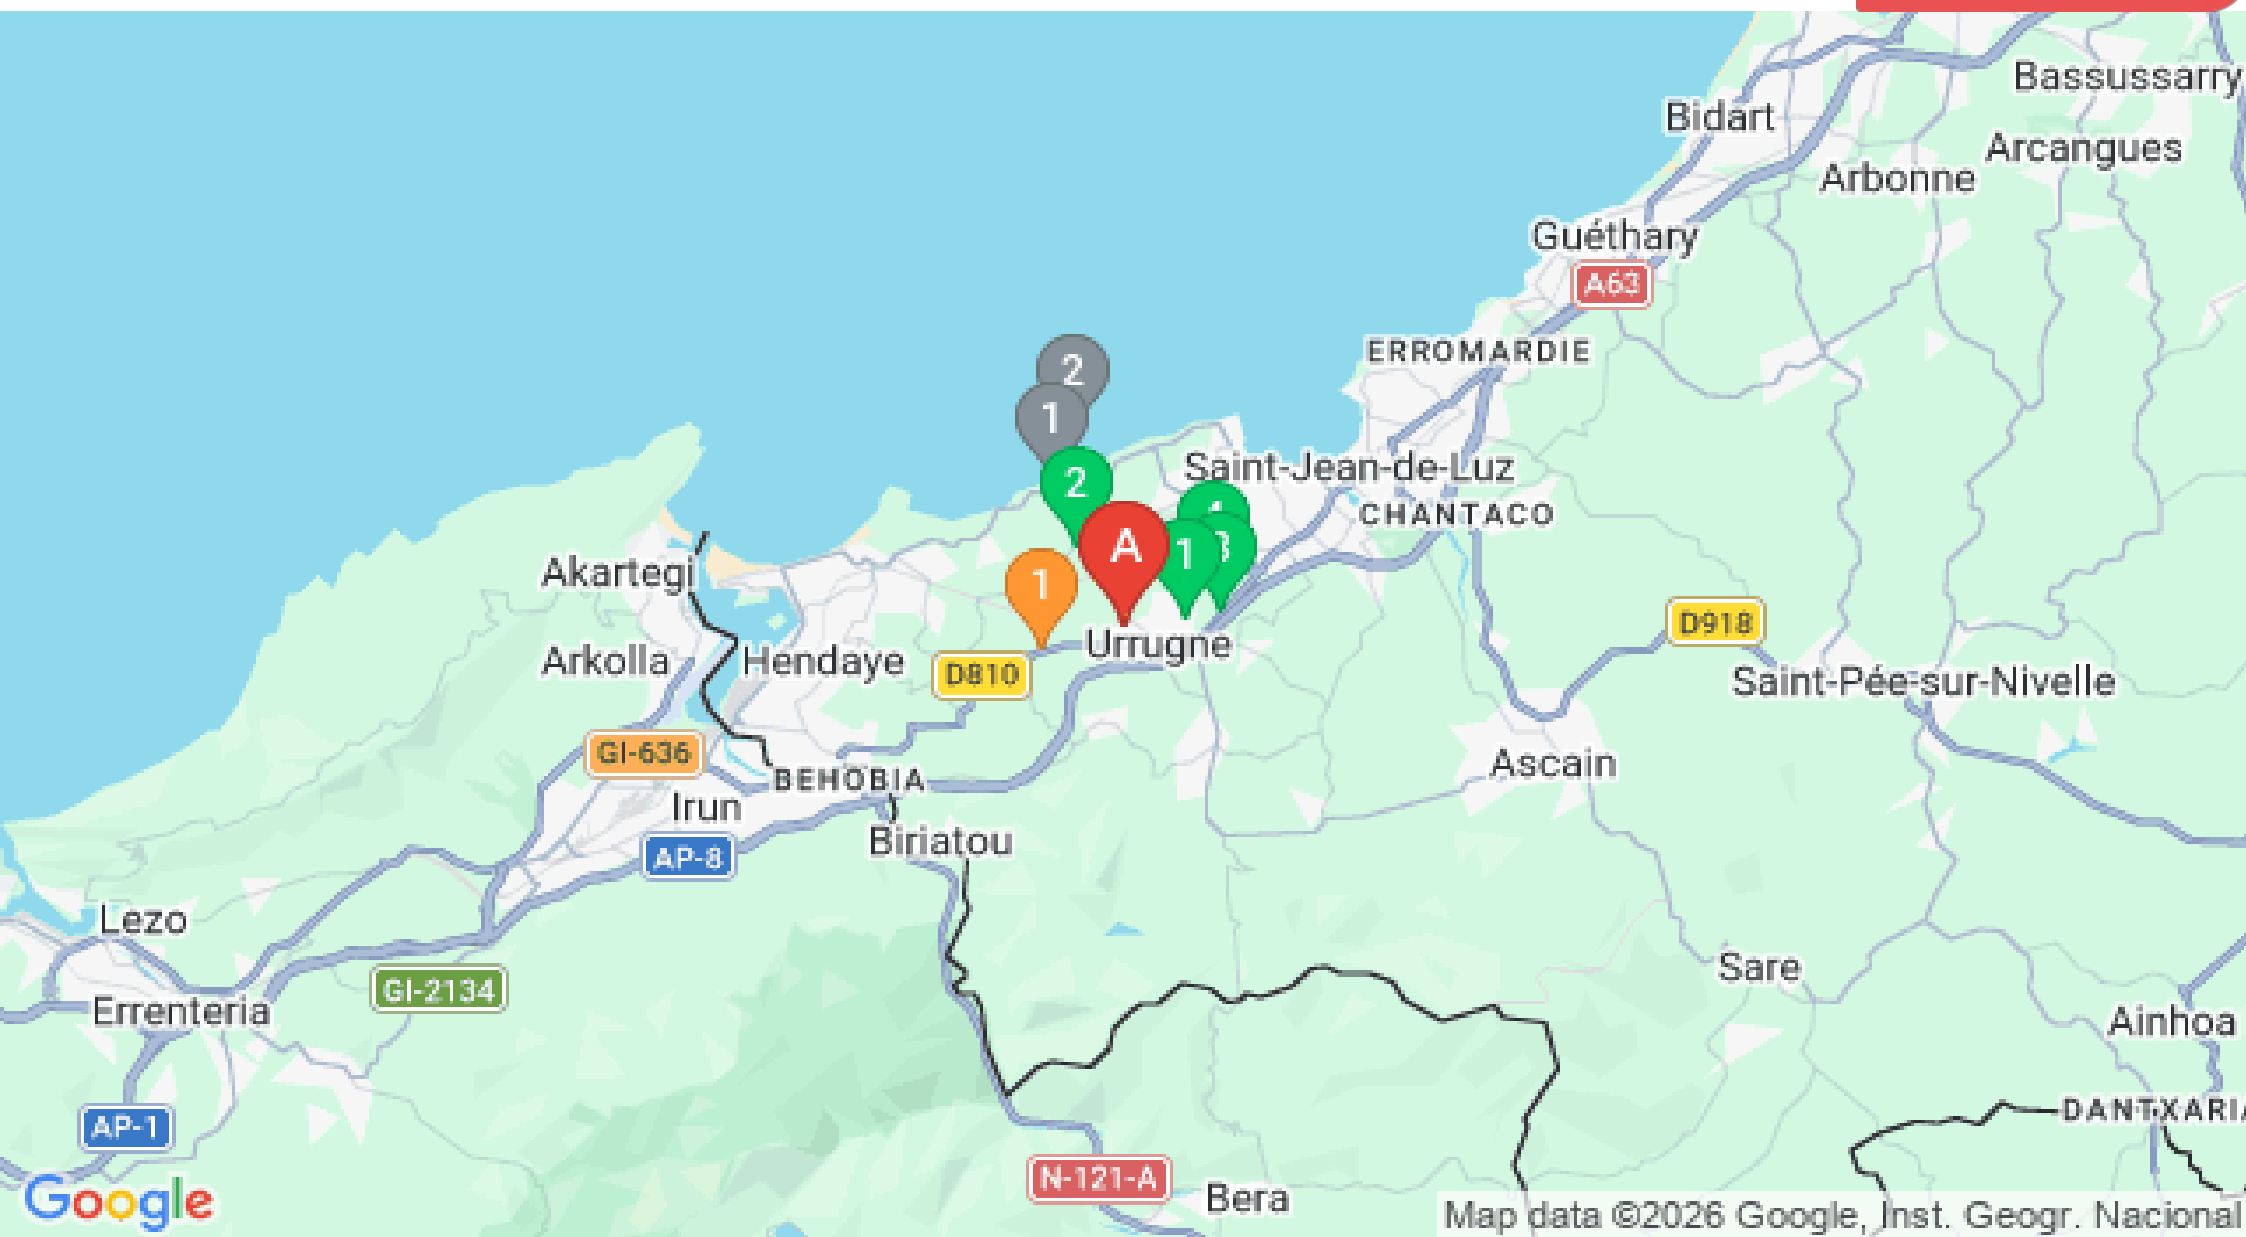 Bassussarry
Bidart
Arcangues
Arbonne
Guéthary
A63
ERROMARDIE
2
1
Saint-Jean-de-Luz
2
CHANTACO
A
1
Akartegi
1
D918
Urrugne
Arkolla
Hendaye
D810
Saint-Pée-sur-Nivelle
GI-636
Ascain
BEHOBIA
Irun
Biriatou
AP-8
Lezo
Sare
GI-2134
Errenteria
Ainhoa
DANTXARIA
AP-1
N-121-A
Bera
Google
Map data ©2026 Google, Inst. Geogr. Nacional